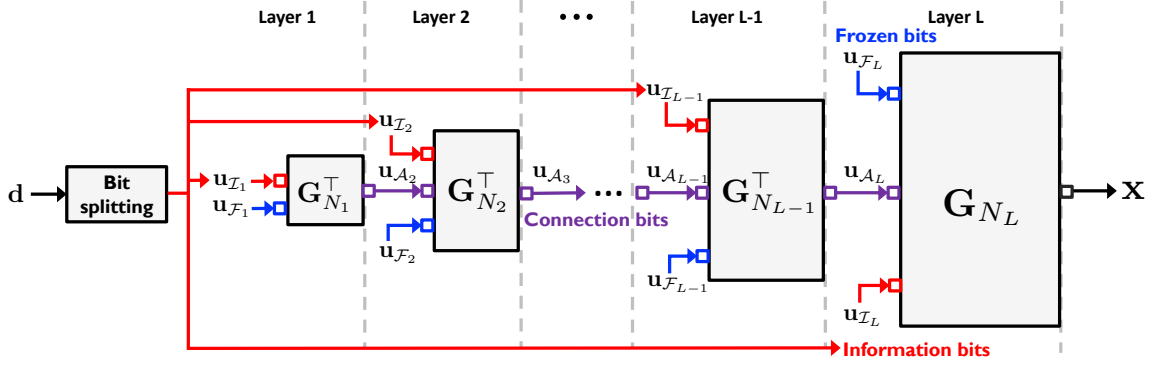 Layer 1
Layer 2
• • •
Layer L-1
Layer L
Frozen bits
Bit
splitting
d
u_{\mathcal{I}_1}
u_{\mathcal{F}_1}
G_{N_1}^⊤
u_{\mathcal{I}_2}
u_{\mathcal{A}_2}
u_{\mathcal{F}_2}
G_{N_2}^⊤
u_{\mathcal{A}_3}
•••
Connection bits
u_{\mathcal{I}_{L-1}}
u_{\mathcal{A}_{L-1}}
u_{\mathcal{F}_{L-1}}
G_{N_{L-1}}^⊤
u_{\mathcal{F}_L}
u_{\mathcal{A}_L}
u_{\mathcal{I}_L}
G_{N_L}
x
Information bits